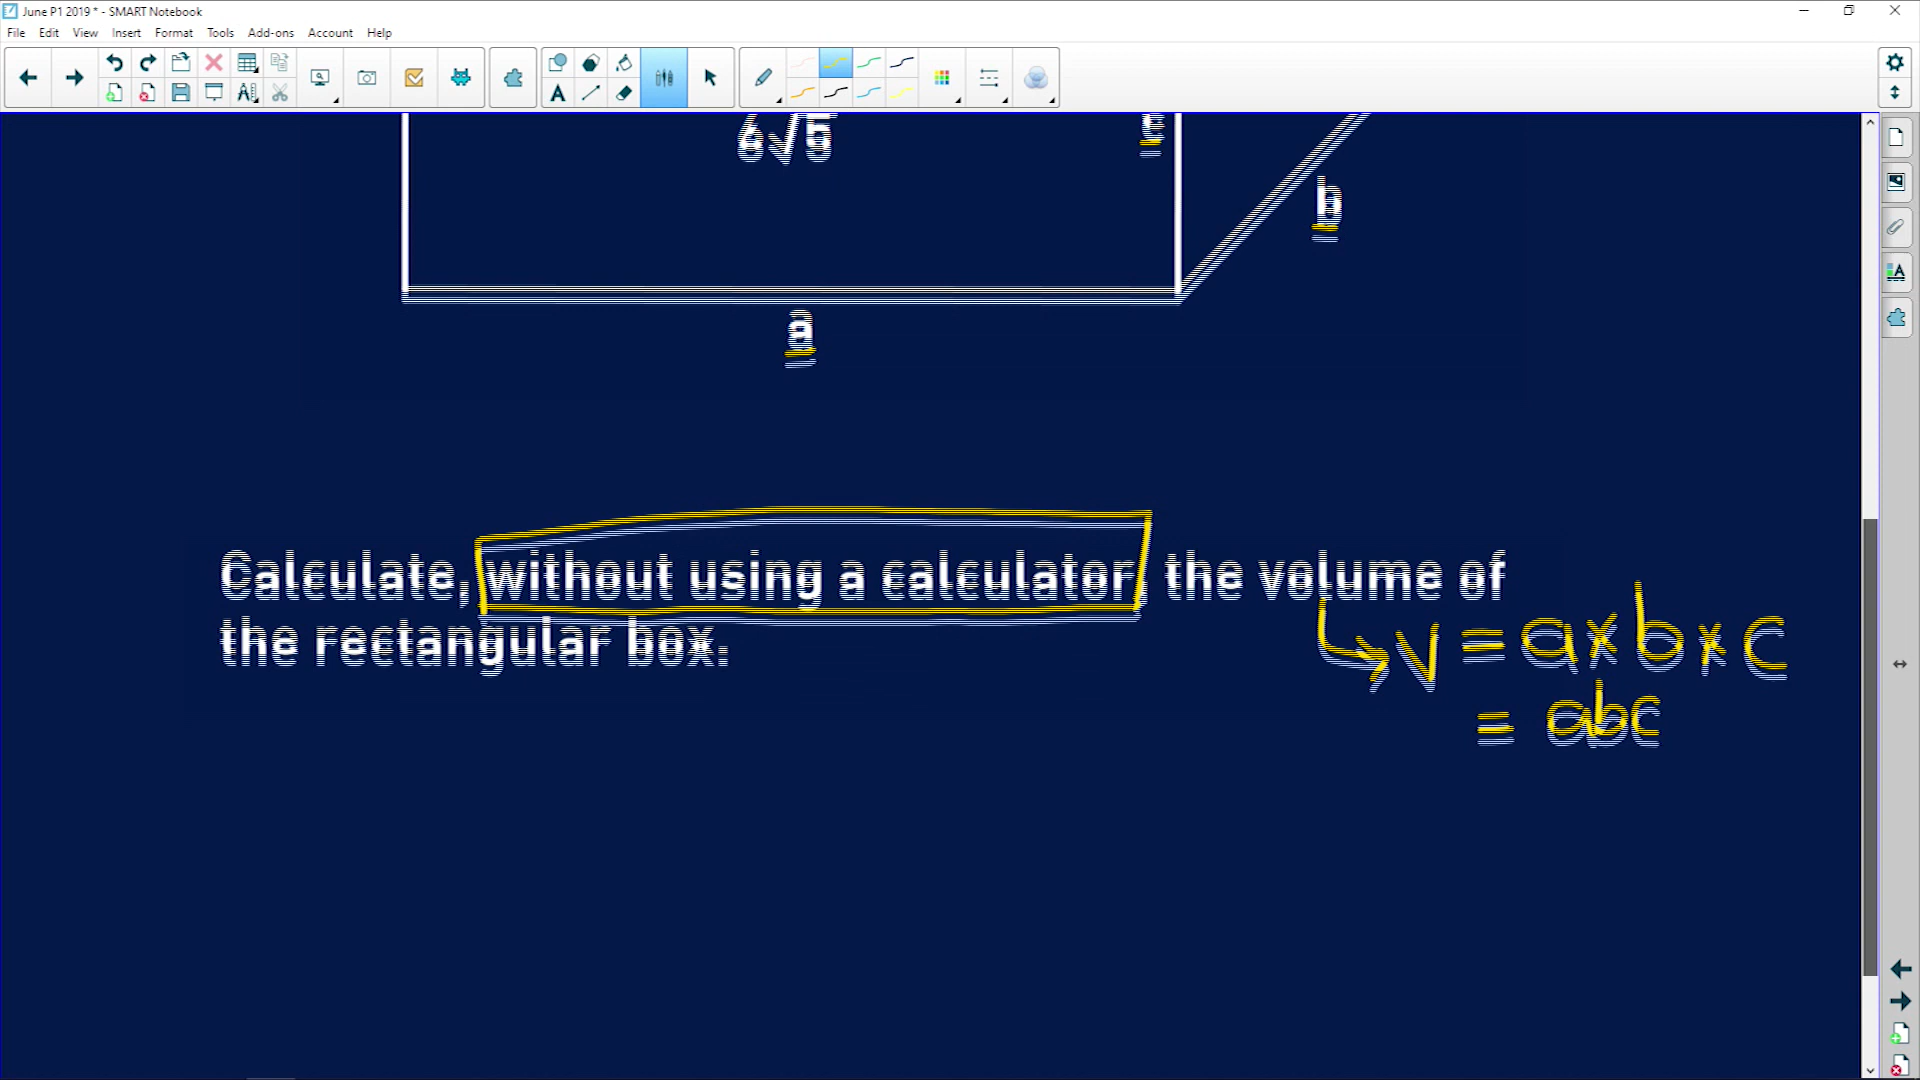 June P1 2019 * - SMART Notebook
File Edit View Insert Format Tools Add-ons Account Help
6√5
c
b
a
Calculate, without using a calculator, the volume of
the rectangular box.
V = a x b x c
= abc